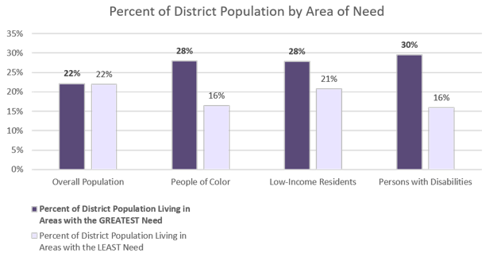 Percent of District Population by Area of Need
35%
30%
25%
20%
15%
10%
5%
0%
22%
22%
28%
16%
28%
21%
30%
16%
Overall Population
People of Color
Low-Income Residents
Persons with Disabilities
Percent of District Population Living in
Areas with the GREATEST Need
Percent of District Population Living in
Areas with the LEAST Need